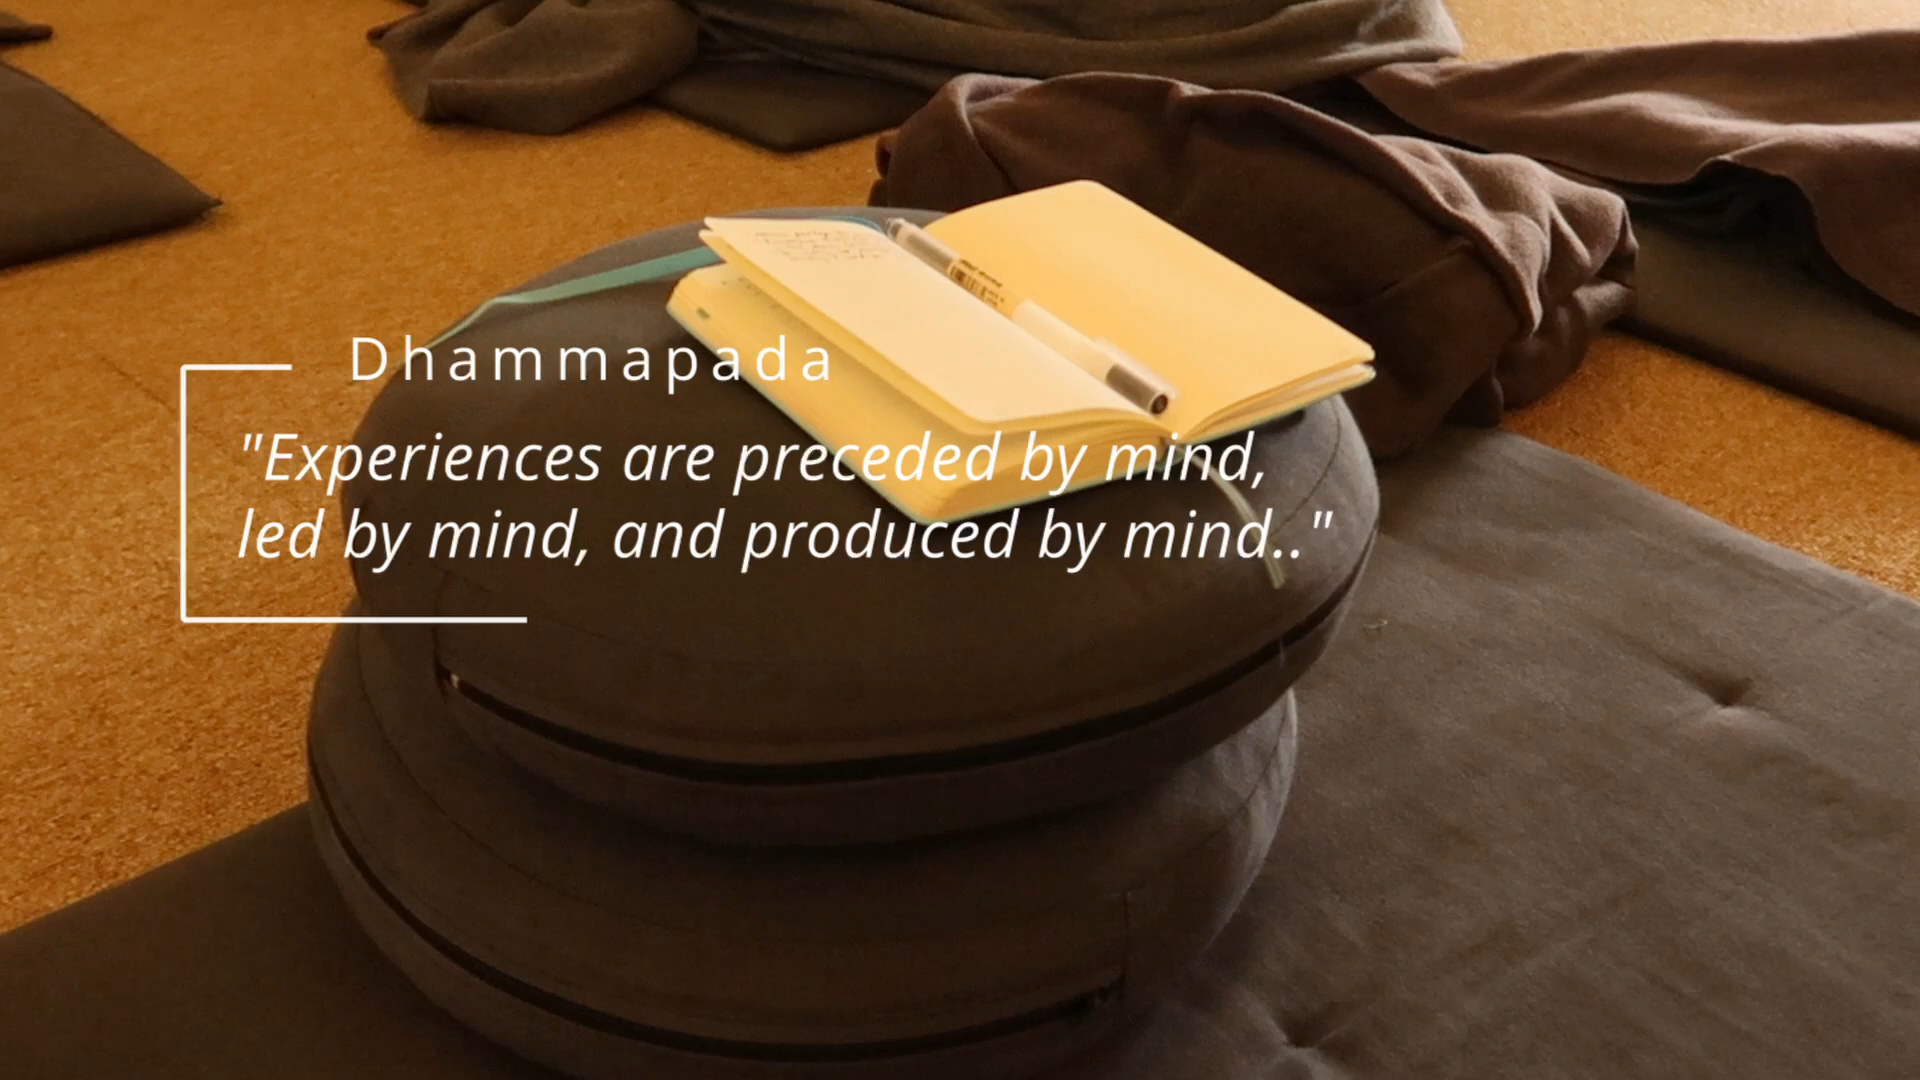 Dhammapada
"Experiences are preceded by mind,
led by mind, and produced by mind.."